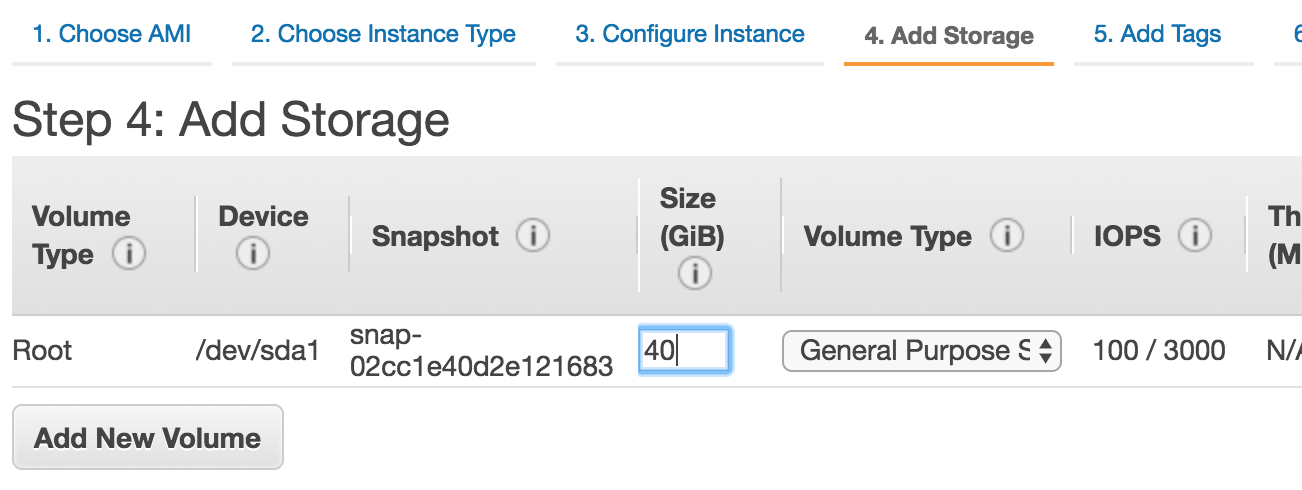 1. Choose AMI 2. Choose Instance Type 3. Configure Instance 4. Add Storage 5. Add Tags 6
Step 4: Add Storage
Volume Type Device Snapshot Size (GiB) Volume Type IOPS Th (M
Root /dev/sda1 snap-02cc1e40d2e121683 40 General Purpose S 100 / 3000 N/A
Add New Volume